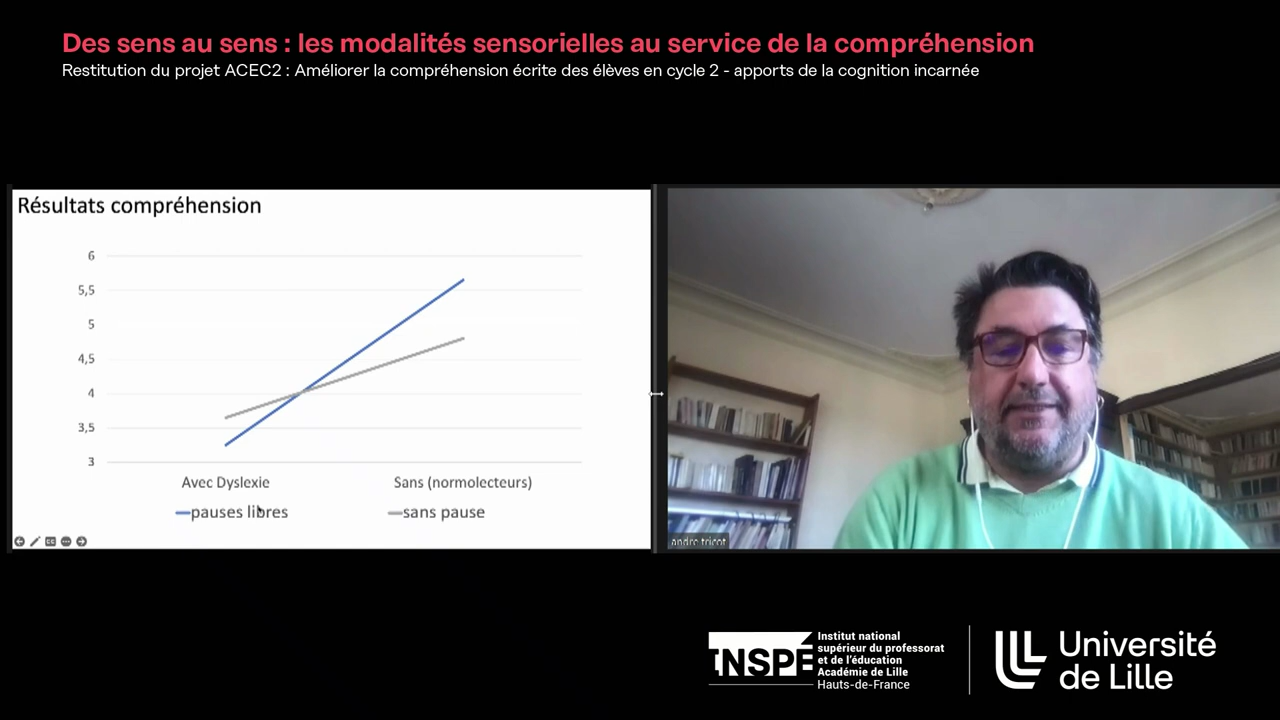 Des sens au sens : les modalités sensorielles au service de la compréhension
Restitution du projet ACEC2 : Améliorer la compréhension écrite des élèves en cycle 2 - apports de la cognition incarnée
Résultats compréhension
6
5,5
5
4,5
4
3,5
3
Avec Dyslexie
Sans (normolecteurs)
pauses libres
sans pause
andre tricot
INSPÉ
Institut national
supérieur du professorat
et de l'éducation
Académie de Lille
Hauts-de-France
Université
de Lille